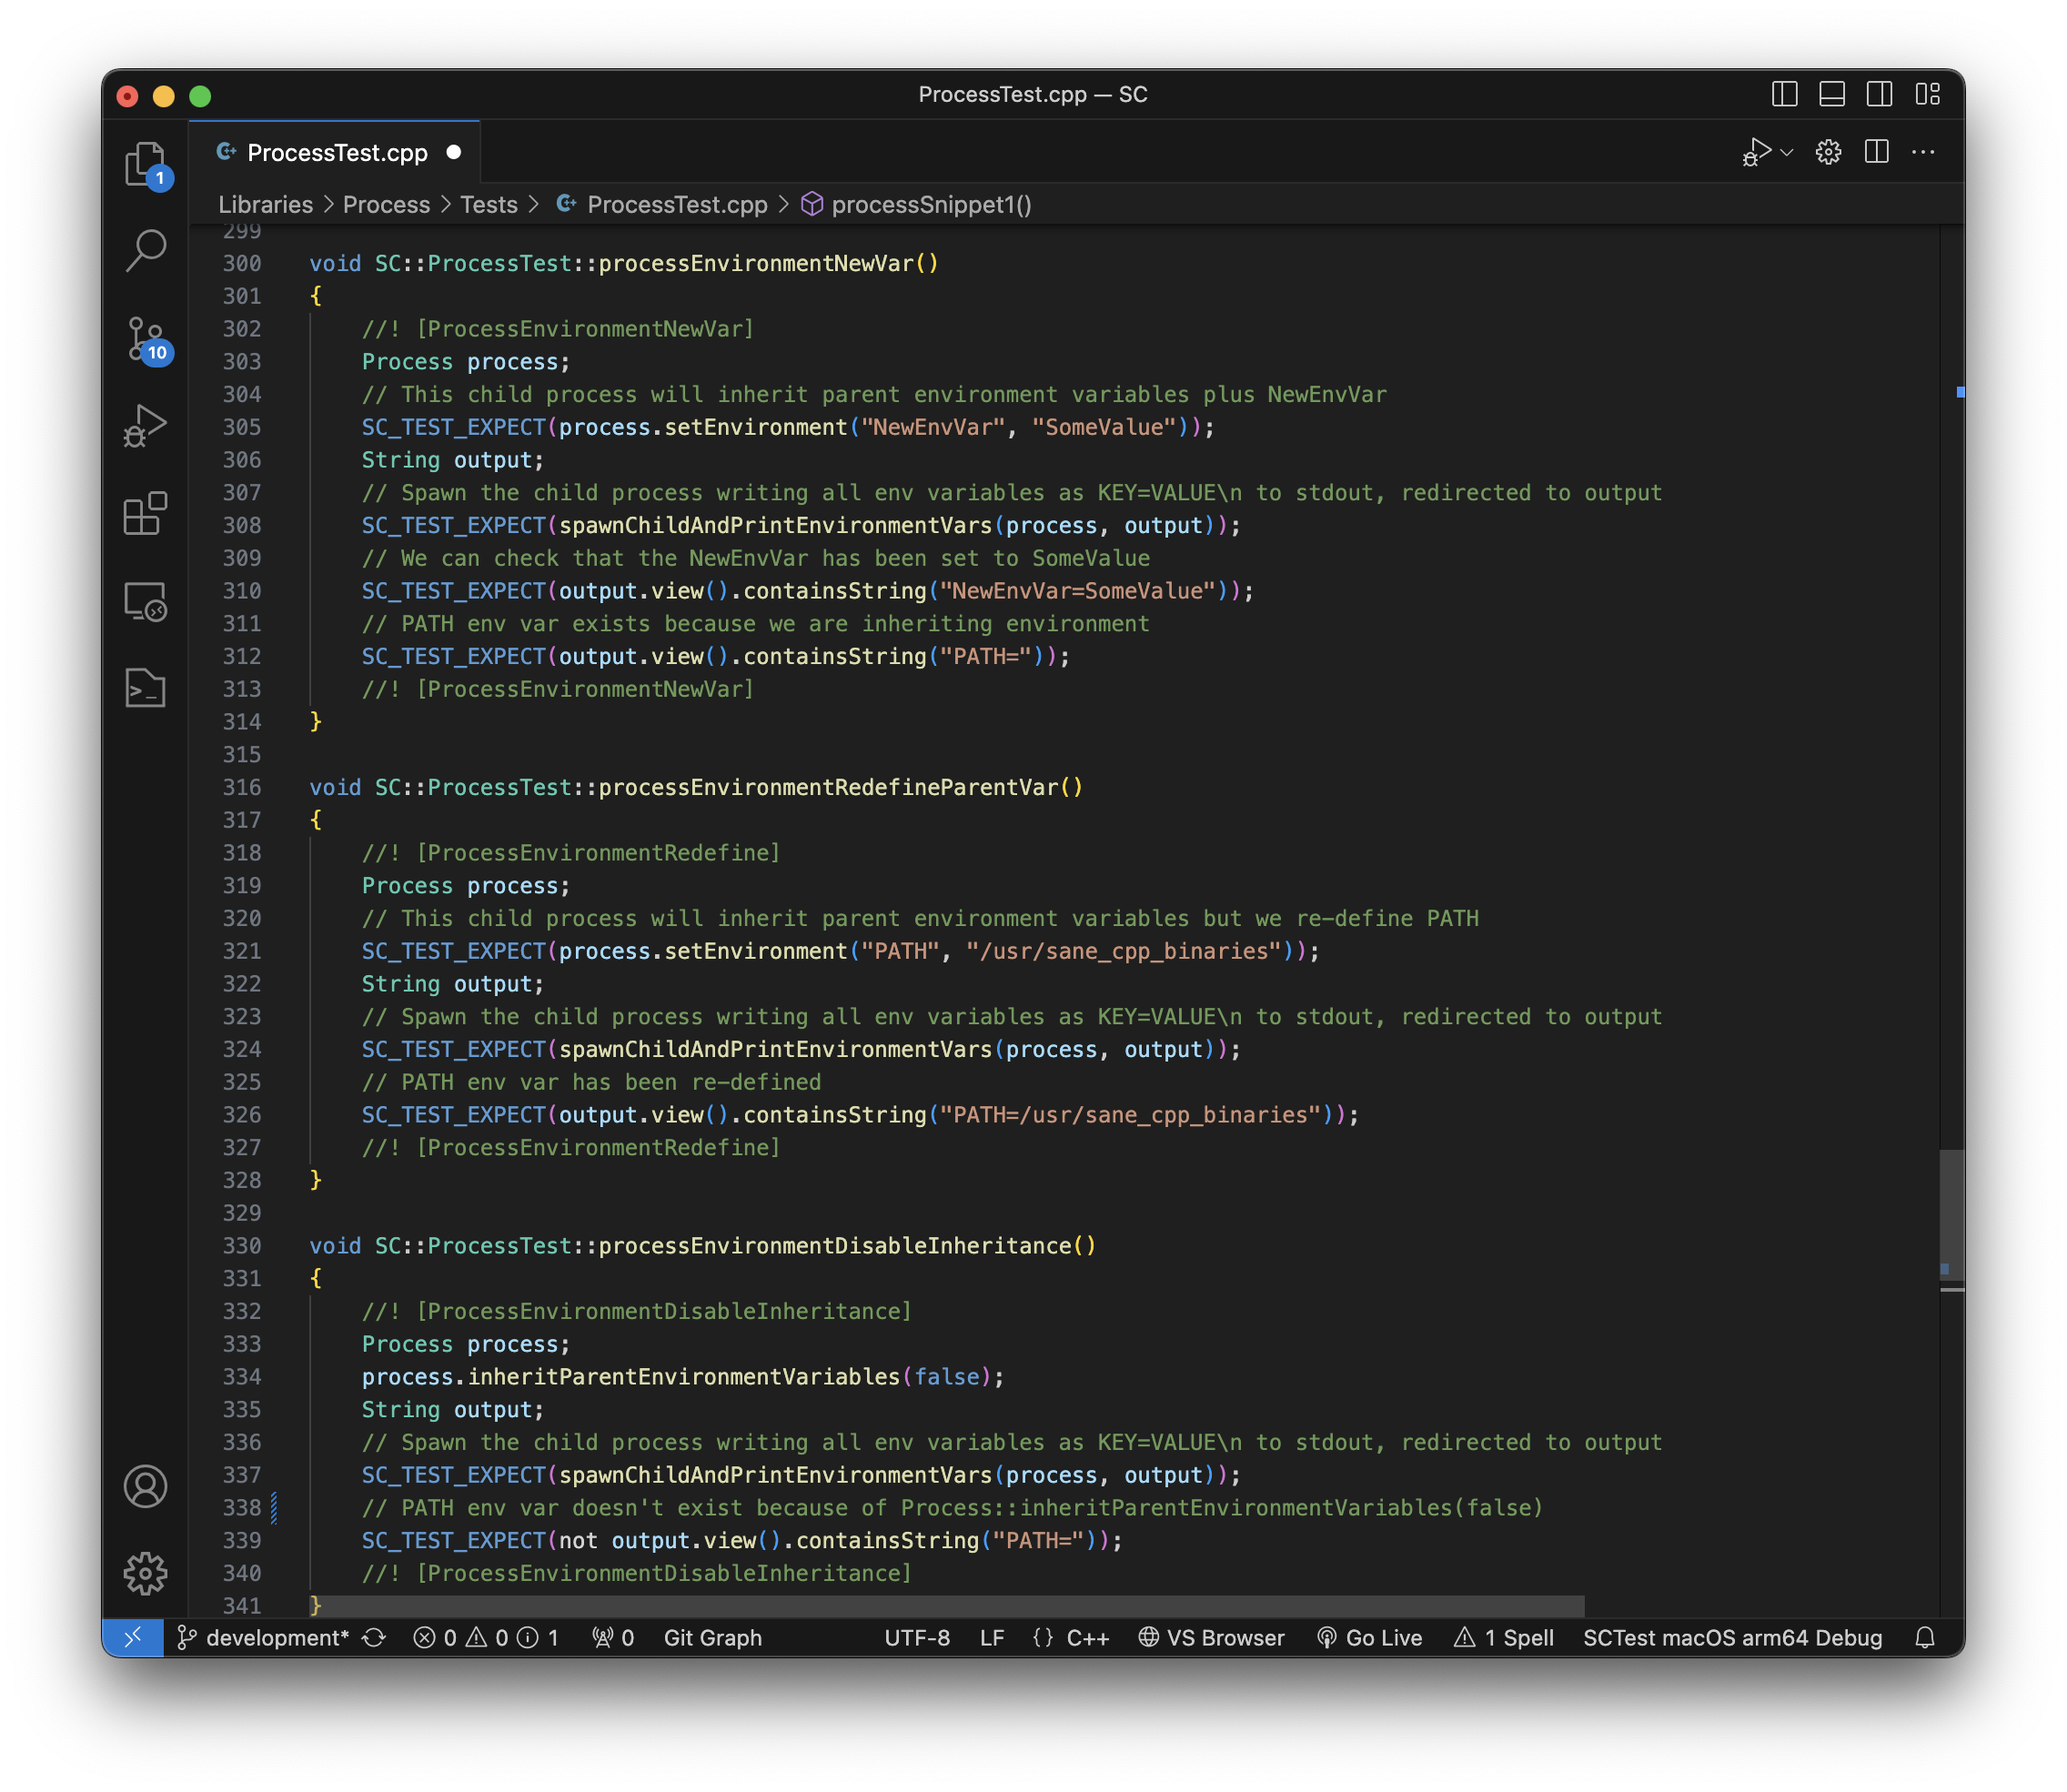 ProcessTest.cpp — SC
ProcessTest.cpp
1
Libraries > Process > Tests > ProcessTest.cpp > processSnippet1()
299
300 void SC::ProcessTest::processEnvironmentNewVar()
301 {
302     //! [ProcessEnvironmentNewVar]
303     Process process;
304     // This child process will inherit parent environment variables plus NewEnvVar
305     SC_TEST_EXPECT(process.setEnvironment("NewEnvVar", "SomeValue"));
306     String output;
307     // Spawn the child process writing all env variables as KEY=VALUE\n to stdout, redirected to output
308     SC_TEST_EXPECT(spawnChildAndPrintEnvironmentVars(process, output));
309     // We can check that the NewEnvVar has been set to SomeValue
310     SC_TEST_EXPECT(output.view().containsString("NewEnvVar=SomeValue"));
311     // PATH env var exists because we are inheriting environment
312     SC_TEST_EXPECT(output.view().containsString("PATH="));
313     //! [ProcessEnvironmentNewVar]
314 }
315
316 void SC::ProcessTest::processEnvironmentRedefineParentVar()
317 {
318     //! [ProcessEnvironmentRedefine]
319     Process process;
320     // This child process will inherit parent environment variables but we re-define PATH
321     SC_TEST_EXPECT(process.setEnvironment("PATH", "/usr/sane_cpp_binaries"));
322     String output;
323     // Spawn the child process writing all env variables as KEY=VALUE\n to stdout, redirected to output
324     SC_TEST_EXPECT(spawnChildAndPrintEnvironmentVars(process, output));
325     // PATH env var has been re-defined
326     SC_TEST_EXPECT(output.view().containsString("PATH=/usr/sane_cpp_binaries"));
327     //! [ProcessEnvironmentRedefine]
328 }
329
330 void SC::ProcessTest::processEnvironmentDisableInheritance()
331 {
332     //! [ProcessEnvironmentDisableInheritance]
333     Process process;
334     process.inheritParentEnvironmentVariables(false);
335     String output;
336     // Spawn the child process writing all env variables as KEY=VALUE\n to stdout, redirected to output
337     SC_TEST_EXPECT(spawnChildAndPrintEnvironmentVars(process, output));
338     // PATH env var doesn't exist because of Process::inheritParentEnvironmentVariables(false)
339     SC_TEST_EXPECT(not output.view().containsString("PATH="));
340     //! [ProcessEnvironmentDisableInheritance]
341 }
10
development* 0 0 1 0 Git Graph UTF-8 LF {} C++ VS Browser Go Live 1 Spell SCTest macOS arm64 Debug